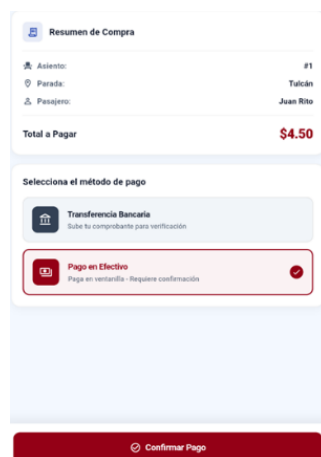 Resumen de Compra
Asiento: #1
Parada: Tulcán
Pasajero: Juan Rito
Total a Pagar $4.50
Selecciona el método de pago
Transferencia Bancaria
Sube tu comprobante para verificación
Pago en Efectivo
Paga en ventanilla - Requiere confirmación
Confirmar Pago